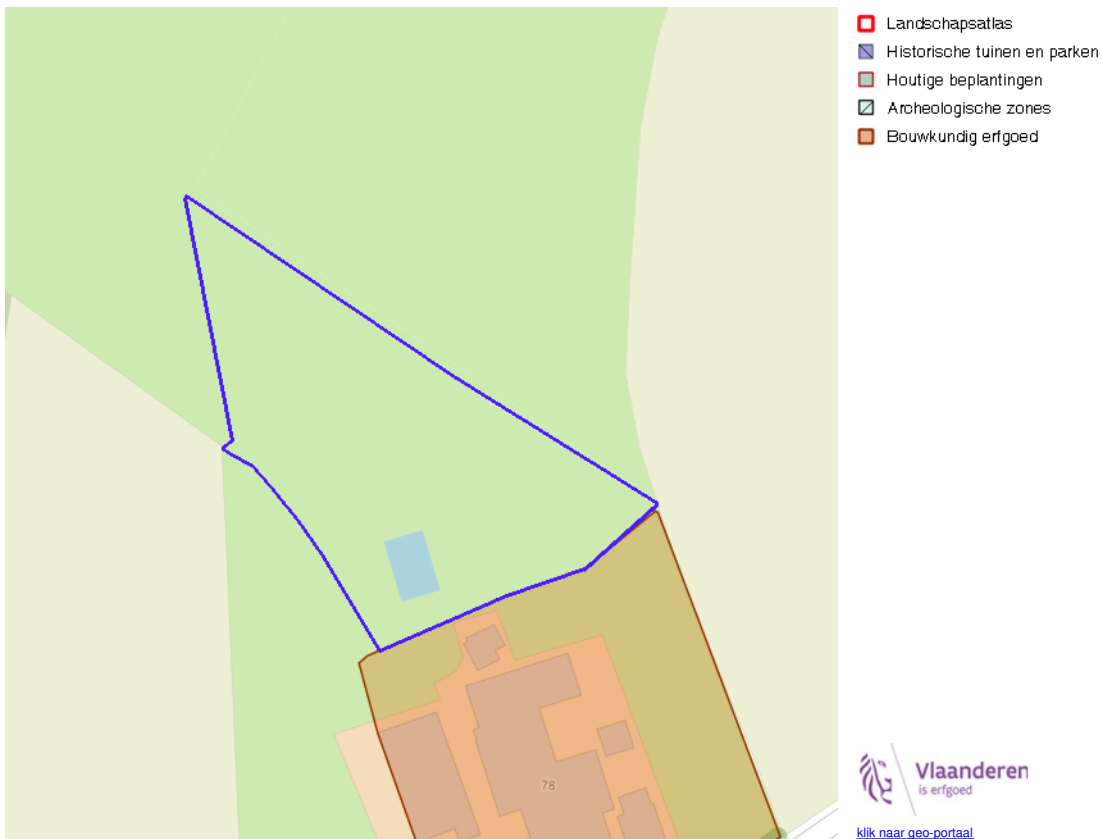 Landschapsatlas
Historische tuinen en parken
Houtige beplantingen
Archeologische zones
Bouwkundig erfgoed
78
Vlaanderen
is erfgoed
klik naar geo-portaal